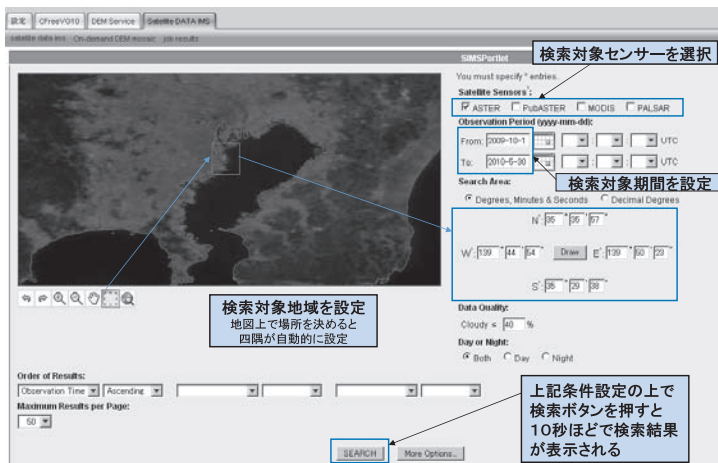 設定 GFreeVO10 DEM Service Satellite DATA IMS
satellite data ims On-demand DEM mosaic job results
SIMSPortlet
検索対象センサーを選択
You must specify * entries.
Satellite Sensors*:
ASTER PubASTER MODIS PALSAR
Observation Period (yyyy-mm-dd):
From: 2009-10-1 : : UTC
To: 2010-6-30 : : UTC
検索対象期間を設定
Search Area:
Degrees, Minutes & Seconds Decimal Degrees
N*: 35 ° 35 ' 57 "
W*: 139 ° 44 ' 54 " Draw E*: 139 ° 50 ' 23 "
S*: 35 ° 29 ' 38 "
検索対象地域を設定
地図上で場所を決めると
四隅が自動的に設定
Data Quality:
Cloudy ≤ 40 %
Day or Night:
Both Day Night
Order of Results:
Observation Time Ascending
Maximum Results per Page:
50
上記条件設定の上で
検索ボタンを押すと
10秒ほどで検索結果
が表示される
SEARCH More Options...